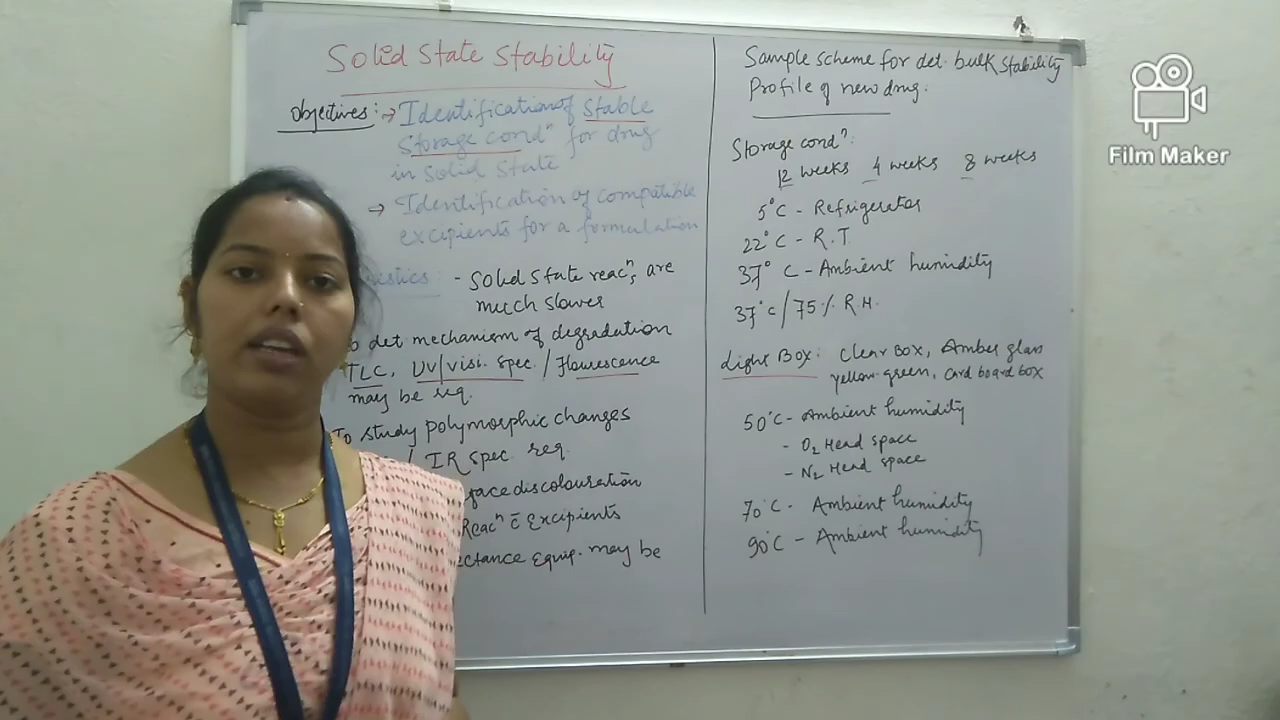 Solid State Stability
Objectives:→ Identification of stable
storage condⁿ for drug
in solid state
→ Identification of compatible
excipients for a formulation
- Solid state reacⁿs are
much slower
det mechanism of degradation
TLC, UV/visi. spec. / Flourescence
may be req.
To study polymorphic changes
/ IR spec req.
discolouration
Reacⁿ c̄ Excipients
Equip. may be
Sample scheme for det. bulk stability
Profile of new drug.
Storage condⁿ:
12 weeks 4 weeks 8 weeks
5°C - Refrigerator
22°C - R.T
37°C - Ambient humidity
37°C / 75% R.H.
Light Box: Clear Box, Amber glass
yellow-green, card board box
50°C - Ambient humidity
- O₂ Head space
- N₂ Head space
70°C - Ambient humidity
90°C - Ambient humidity
Film Maker